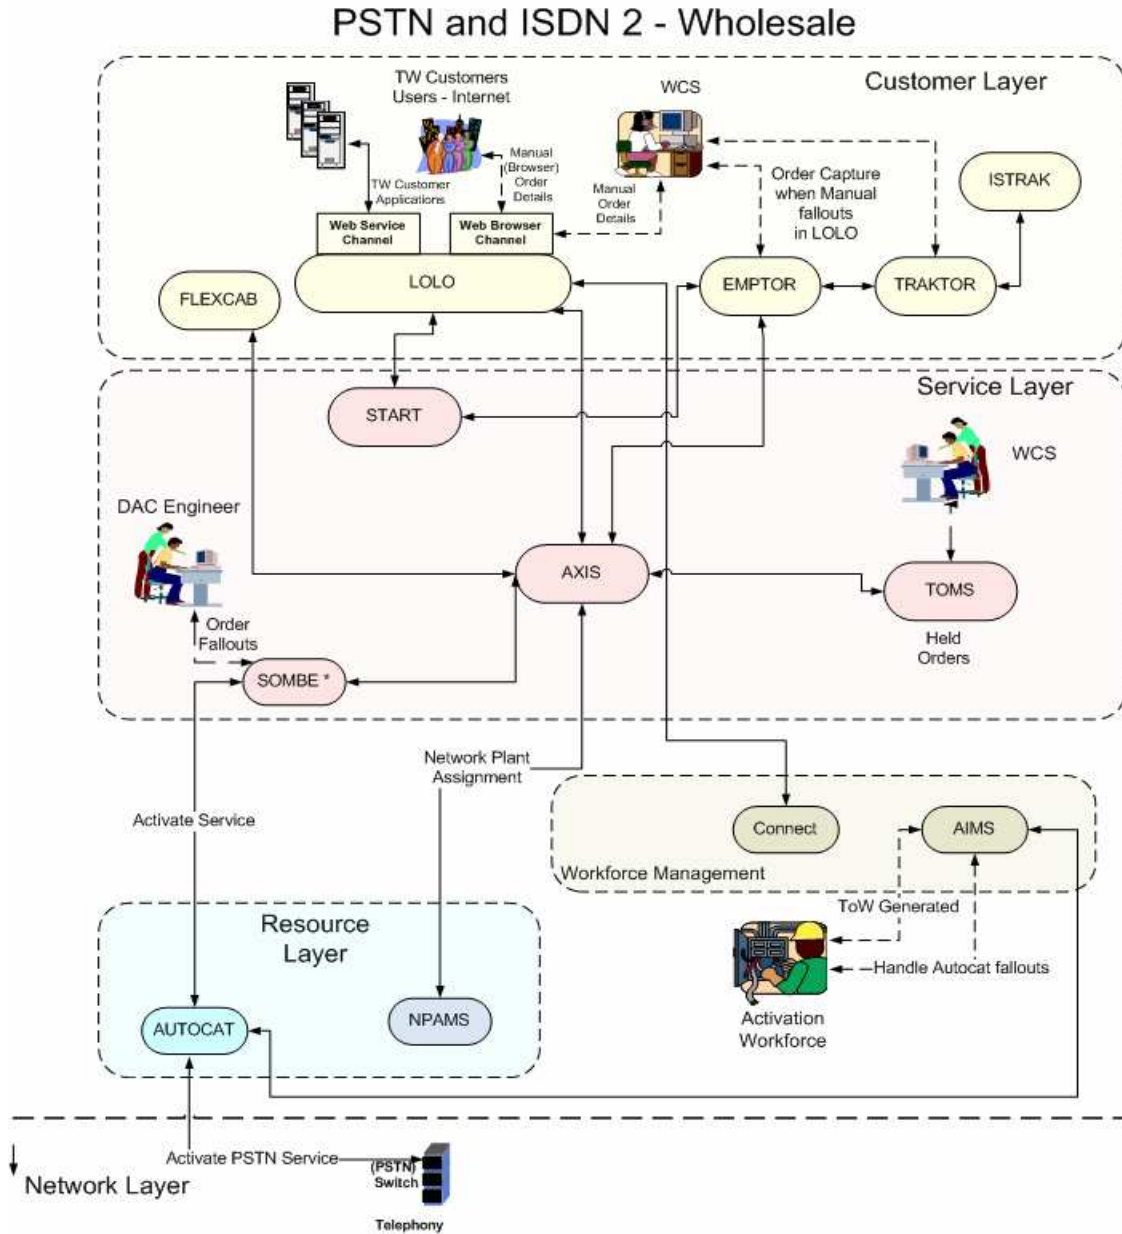 PSTN and ISDN 2 - Wholesale
Customer Layer
TW Customers
Users - Internet
WCS
TW Customer
Applications
Manual
(Browser)
Order
Details
Manual
Order
Details
Order Capture
when Manual
fallouts
in LOLO
ISTRAK
Web Service
Channel
Web Browser
Channel
LOLO
FLEXCAB
EMPTOR
TRAKTOR
Service Layer
START
WCS
DAC Engineer
AXIS
TOMS
Held
Orders
Order
Fallouts
SOMBE *
Network Plant
Assignment
Activate Service
Connect
AIMS
Workforce Management
ToW Generated
Handle Autocat fallouts
Activation
Workforce
Resource
Layer
AUTOCAT
NPAMS
Activate PSTN Service
(PSTN)
Switch
Network Layer
Telephony